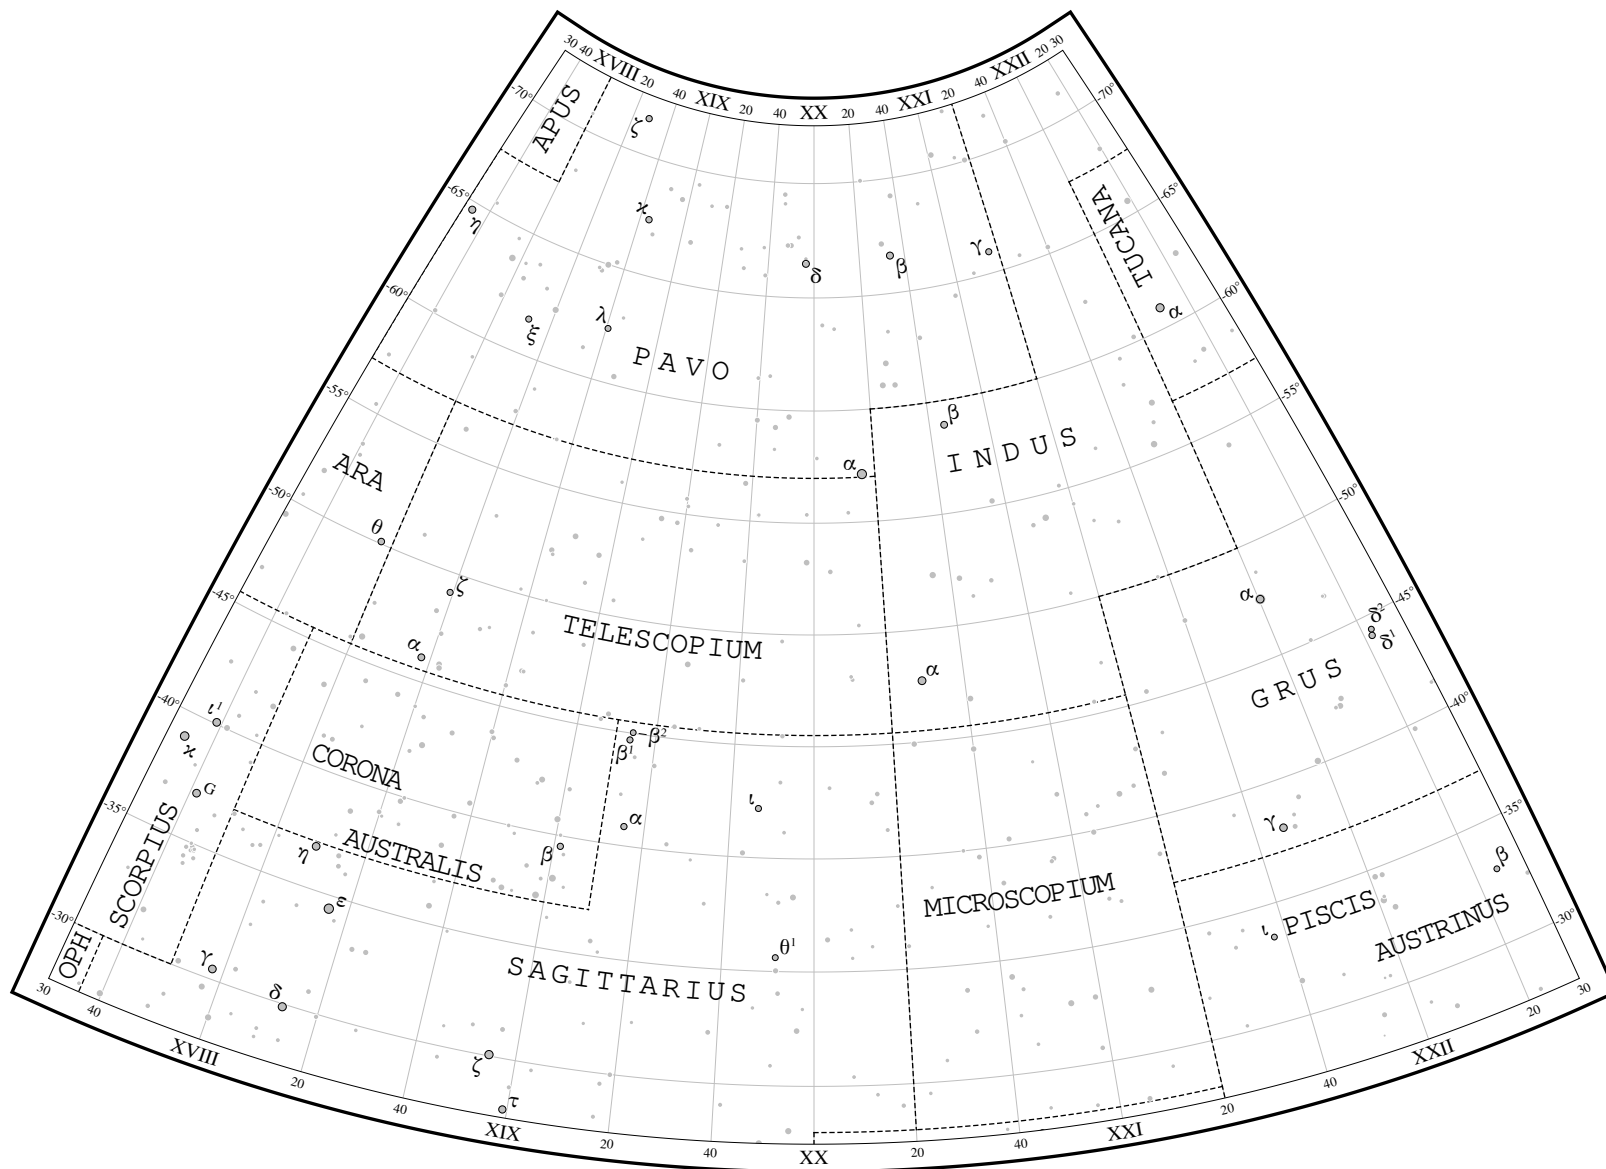 30 40 XVIII 20 40 XIX 20 40 XX 20 40 XXI 20 40 XXII 20 30
-70° -70°
APUS
ζ
-65° -65°
η
ϰ
TUCANA
γ
δ
β
-60° -60°
α
ξ
λ
PAVO
-55° -55°
β
INDUS
α
ARA
-50° -50°
θ
ζ
α
-45° -45°
δ²
δ¹
TELESCOPIUM
α
α
GRUS
-40° -40°
ι¹
ϰ
β²
β¹
CORONA
G
ι
α
γ
-35° -35°
SCORPIUS
AUSTRALIS
η
β
β
MICROSCOPIUM
ε
PISCIS
AUSTRINUS
ι
-30° -30°
OPH
θ¹
γ
SAGITTARIUS
δ
ζ
τ
30 40 XVIII 20 40 XIX 20 40 XX 20 40 XXI 20 40 XXII 20 30